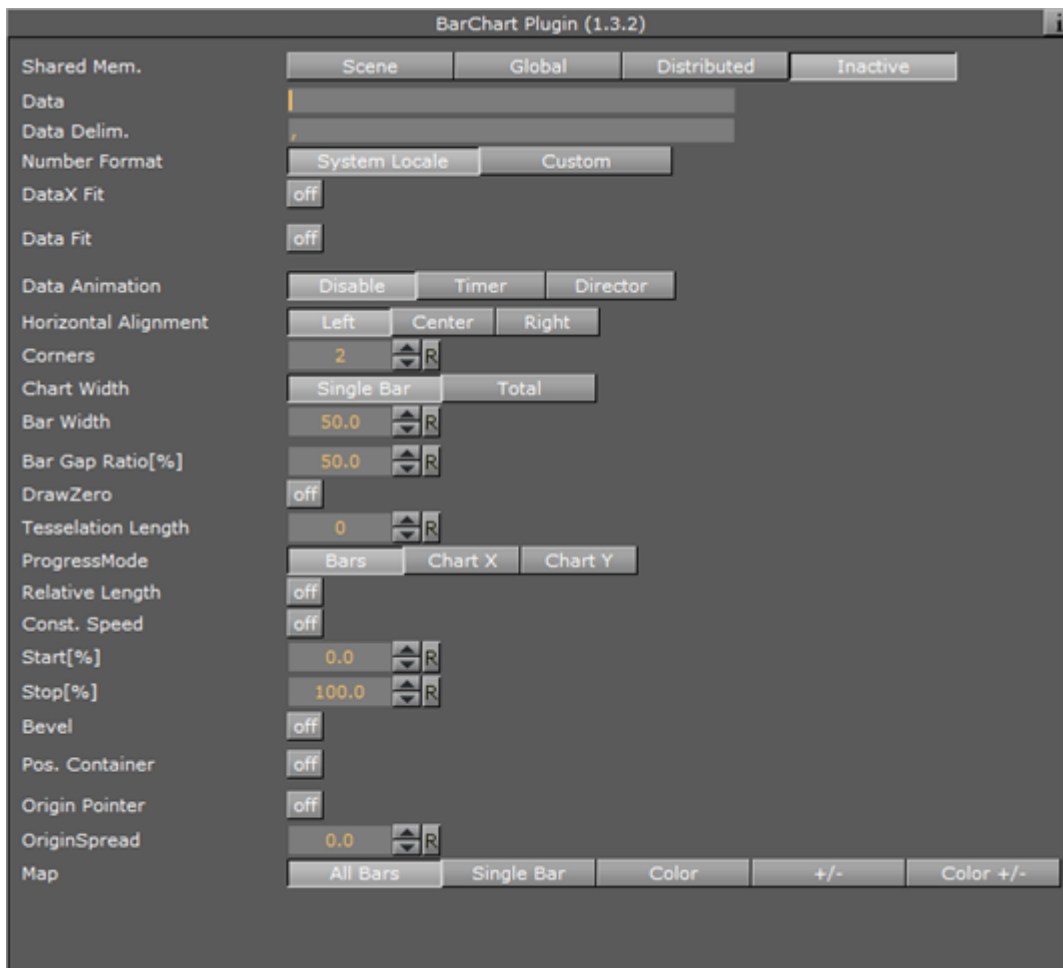 BarChart Plugin (1.3.2) i
Shared Mem. Scene Global Distributed Inactive
Data
Data Delim. ,
Number Format System Locale Custom
DataX Fit off
Data Fit off
Data Animation Disable Timer Director
Horizontal Alignment Left Center Right
Corners 2 R
Chart Width Single Bar Total
Bar Width 50.0 R
Bar Gap Ratio[%] 50.0 R
DrawZero off
Tesselation Length 0 R
ProgressMode Bars Chart X Chart Y
Relative Length off
Const. Speed off
Start[%] 0.0 R
Stop[%] 100.0 R
Bevel off
Pos. Container off
Origin Pointer off
OriginSpread 0.0 R
Map All Bars Single Bar Color +/- Color +/-